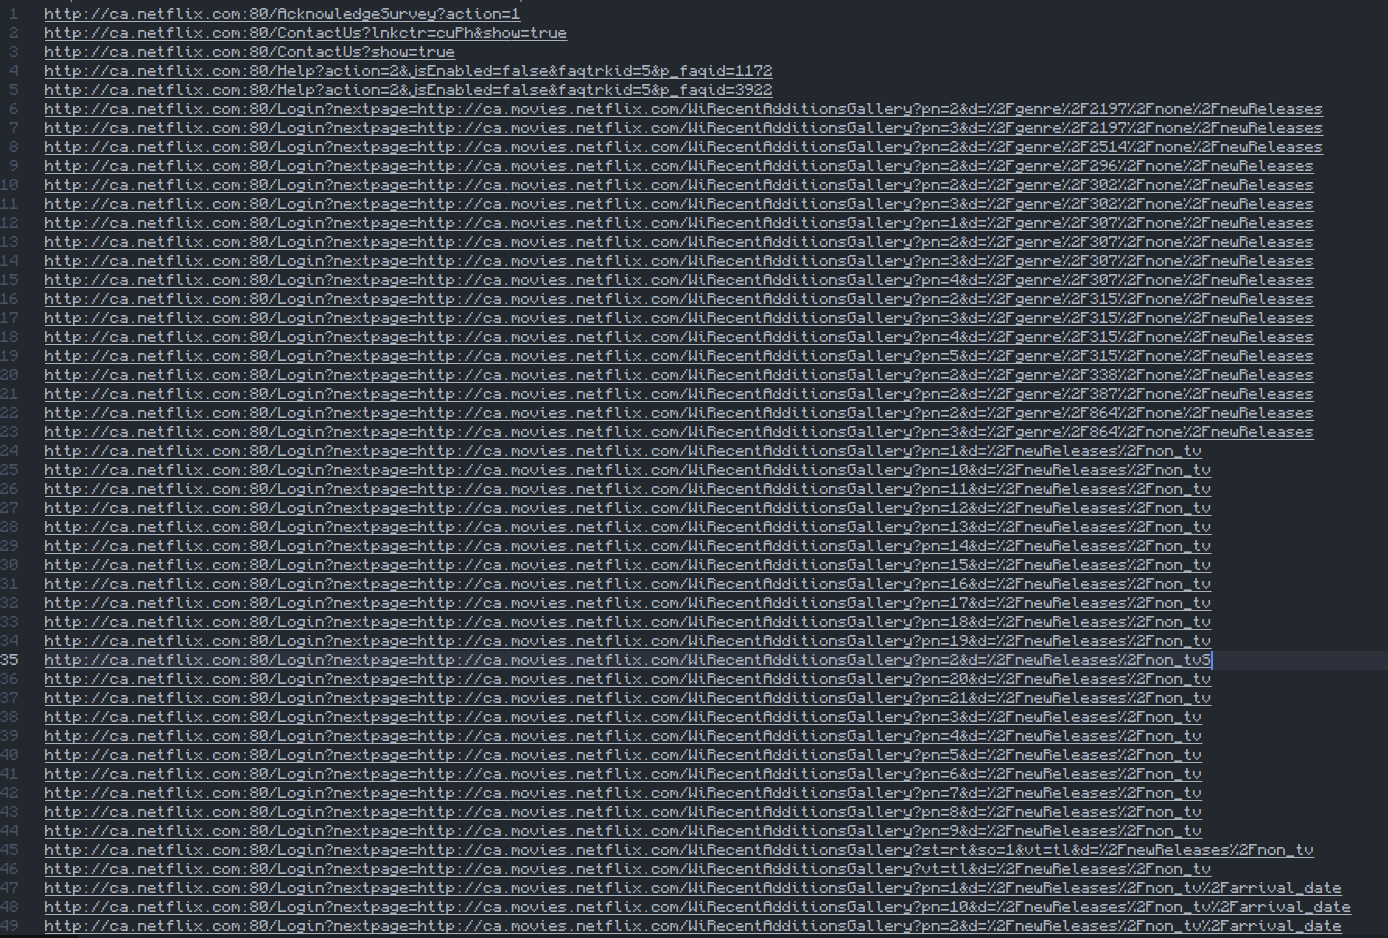 1 http://ca.netflix.com:80/AcknowledgeSurvey?action=1
2 http://ca.netflix.com:80/ContactUs?lnkctr=cuPh&show=true
3 http://ca.netflix.com:80/ContactUs?show=true
4 http://ca.netflix.com:80/Help?action=2&jsEnabled=false&faqtrkid=5&p_faqid=1172
5 http://ca.netflix.com:80/Help?action=2&jsEnabled=false&faqtrkid=5&p_faqid=3922
6 http://ca.netflix.com:80/Login?nextpage=http://ca.movies.netflix.com/WiRecentAdditionsGallery?pn=2&d=%2Fgenre%2F2197%2Fnone%2FnewReleases
7 http://ca.netflix.com:80/Login?nextpage=http://ca.movies.netflix.com/WiRecentAdditionsGallery?pn=3&d=%2Fgenre%2F2197%2Fnone%2FnewReleases
8 http://ca.netflix.com:80/Login?nextpage=http://ca.movies.netflix.com/WiRecentAdditionsGallery?pn=2&d=%2Fgenre%2F2514%2Fnone%2FnewReleases
9 http://ca.netflix.com:80/Login?nextpage=http://ca.movies.netflix.com/WiRecentAdditionsGallery?pn=2&d=%2Fgenre%2F296%2Fnone%2FnewReleases
10 http://ca.netflix.com:80/Login?nextpage=http://ca.movies.netflix.com/WiRecentAdditionsGallery?pn=2&d=%2Fgenre%2F302%2Fnone%2FnewReleases
11 http://ca.netflix.com:80/Login?nextpage=http://ca.movies.netflix.com/WiRecentAdditionsGallery?pn=3&d=%2Fgenre%2F302%2Fnone%2FnewReleases
12 http://ca.netflix.com:80/Login?nextpage=http://ca.movies.netflix.com/WiRecentAdditionsGallery?pn=1&d=%2Fgenre%2F307%2Fnone%2FnewReleases
13 http://ca.netflix.com:80/Login?nextpage=http://ca.movies.netflix.com/WiRecentAdditionsGallery?pn=2&d=%2Fgenre%2F307%2Fnone%2FnewReleases
14 http://ca.netflix.com:80/Login?nextpage=http://ca.movies.netflix.com/WiRecentAdditionsGallery?pn=3&d=%2Fgenre%2F307%2Fnone%2FnewReleases
15 http://ca.netflix.com:80/Login?nextpage=http://ca.movies.netflix.com/WiRecentAdditionsGallery?pn=4&d=%2Fgenre%2F307%2Fnone%2FnewReleases
16 http://ca.netflix.com:80/Login?nextpage=http://ca.movies.netflix.com/WiRecentAdditionsGallery?pn=2&d=%2Fgenre%2F315%2Fnone%2FnewReleases
17 http://ca.netflix.com:80/Login?nextpage=http://ca.movies.netflix.com/WiRecentAdditionsGallery?pn=3&d=%2Fgenre%2F315%2Fnone%2FnewReleases
18 http://ca.netflix.com:80/Login?nextpage=http://ca.movies.netflix.com/WiRecentAdditionsGallery?pn=4&d=%2Fgenre%2F315%2Fnone%2FnewReleases
19 http://ca.netflix.com:80/Login?nextpage=http://ca.movies.netflix.com/WiRecentAdditionsGallery?pn=5&d=%2Fgenre%2F315%2Fnone%2FnewReleases
20 http://ca.netflix.com:80/Login?nextpage=http://ca.movies.netflix.com/WiRecentAdditionsGallery?pn=2&d=%2Fgenre%2F338%2Fnone%2FnewReleases
21 http://ca.netflix.com:80/Login?nextpage=http://ca.movies.netflix.com/WiRecentAdditionsGallery?pn=2&d=%2Fgenre%2F387%2Fnone%2FnewReleases
22 http://ca.netflix.com:80/Login?nextpage=http://ca.movies.netflix.com/WiRecentAdditionsGallery?pn=2&d=%2Fgenre%2F864%2Fnone%2FnewReleases
23 http://ca.netflix.com:80/Login?nextpage=http://ca.movies.netflix.com/WiRecentAdditionsGallery?pn=3&d=%2Fgenre%2F864%2Fnone%2FnewReleases
24 http://ca.netflix.com:80/Login?nextpage=http://ca.movies.netflix.com/WiRecentAdditionsGallery?pn=1&d=%2FnewReleases%2Fnon_tv
25 http://ca.netflix.com:80/Login?nextpage=http://ca.movies.netflix.com/WiRecentAdditionsGallery?pn=10&d=%2FnewReleases%2Fnon_tv
26 http://ca.netflix.com:80/Login?nextpage=http://ca.movies.netflix.com/WiRecentAdditionsGallery?pn=11&d=%2FnewReleases%2Fnon_tv
27 http://ca.netflix.com:80/Login?nextpage=http://ca.movies.netflix.com/WiRecentAdditionsGallery?pn=12&d=%2FnewReleases%2Fnon_tv
28 http://ca.netflix.com:80/Login?nextpage=http://ca.movies.netflix.com/WiRecentAdditionsGallery?pn=13&d=%2FnewReleases%2Fnon_tv
29 http://ca.netflix.com:80/Login?nextpage=http://ca.movies.netflix.com/WiRecentAdditionsGallery?pn=14&d=%2FnewReleases%2Fnon_tv
30 http://ca.netflix.com:80/Login?nextpage=http://ca.movies.netflix.com/WiRecentAdditionsGallery?pn=15&d=%2FnewReleases%2Fnon_tv
31 http://ca.netflix.com:80/Login?nextpage=http://ca.movies.netflix.com/WiRecentAdditionsGallery?pn=16&d=%2FnewReleases%2Fnon_tv
32 http://ca.netflix.com:80/Login?nextpage=http://ca.movies.netflix.com/WiRecentAdditionsGallery?pn=17&d=%2FnewReleases%2Fnon_tv
33 http://ca.netflix.com:80/Login?nextpage=http://ca.movies.netflix.com/WiRecentAdditionsGallery?pn=18&d=%2FnewReleases%2Fnon_tv
34 http://ca.netflix.com:80/Login?nextpage=http://ca.movies.netflix.com/WiRecentAdditionsGallery?pn=19&d=%2FnewReleases%2Fnon_tv
35 http://ca.netflix.com:80/Login?nextpage=http://ca.movies.netflix.com/WiRecentAdditionsGallery?pn=2&d=%2FnewReleases%2Fnon_tv5
36 http://ca.netflix.com:80/Login?nextpage=http://ca.movies.netflix.com/WiRecentAdditionsGallery?pn=20&d=%2FnewReleases%2Fnon_tv
37 http://ca.netflix.com:80/Login?nextpage=http://ca.movies.netflix.com/WiRecentAdditionsGallery?pn=21&d=%2FnewReleases%2Fnon_tv
38 http://ca.netflix.com:80/Login?nextpage=http://ca.movies.netflix.com/WiRecentAdditionsGallery?pn=3&d=%2FnewReleases%2Fnon_tv
39 http://ca.netflix.com:80/Login?nextpage=http://ca.movies.netflix.com/WiRecentAdditionsGallery?pn=4&d=%2FnewReleases%2Fnon_tv
40 http://ca.netflix.com:80/Login?nextpage=http://ca.movies.netflix.com/WiRecentAdditionsGallery?pn=5&d=%2FnewReleases%2Fnon_tv
41 http://ca.netflix.com:80/Login?nextpage=http://ca.movies.netflix.com/WiRecentAdditionsGallery?pn=6&d=%2FnewReleases%2Fnon_tv
42 http://ca.netflix.com:80/Login?nextpage=http://ca.movies.netflix.com/WiRecentAdditionsGallery?pn=7&d=%2FnewReleases%2Fnon_tv
43 http://ca.netflix.com:80/Login?nextpage=http://ca.movies.netflix.com/WiRecentAdditionsGallery?pn=8&d=%2FnewReleases%2Fnon_tv
44 http://ca.netflix.com:80/Login?nextpage=http://ca.movies.netflix.com/WiRecentAdditionsGallery?pn=9&d=%2FnewReleases%2Fnon_tv
45 http://ca.netflix.com:80/Login?nextpage=http://ca.movies.netflix.com/WiRecentAdditionsGallery?st=rt&so=1&vt=tl&d=%2FnewReleases%2Fnon_tv
46 http://ca.netflix.com:80/Login?nextpage=http://ca.movies.netflix.com/WiRecentAdditionsGallery?vt=tl&d=%2FnewReleases%2Fnon_tv
47 http://ca.netflix.com:80/Login?nextpage=http://ca.movies.netflix.com/WiRecentAdditionsGallery?pn=1&d=%2FnewReleases%2Fnon_tv%2Farrival_date
48 http://ca.netflix.com:80/Login?nextpage=http://ca.movies.netflix.com/WiRecentAdditionsGallery?pn=10&d=%2FnewReleases%2Fnon_tv%2Farrival_date
49 http://ca.netflix.com:80/Login?nextpage=http://ca.movies.netflix.com/WiRecentAdditionsGallery?pn=2&d=%2FnewReleases%2Fnon_tv%2Farrival_date